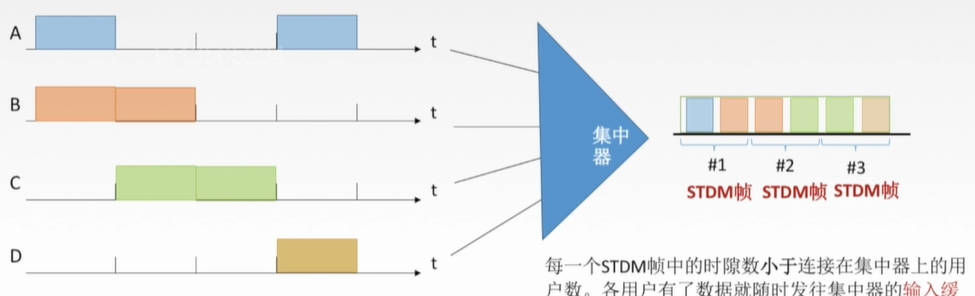 A
t
B
t
C
t
D
t
集中
器
#1
#2
#3
STDM帧
STDM帧
STDM帧
每一个STDM帧中的时隙数小于连接在集中器上的用
户数。各用户有了数据就随时发往集中器的输入缓